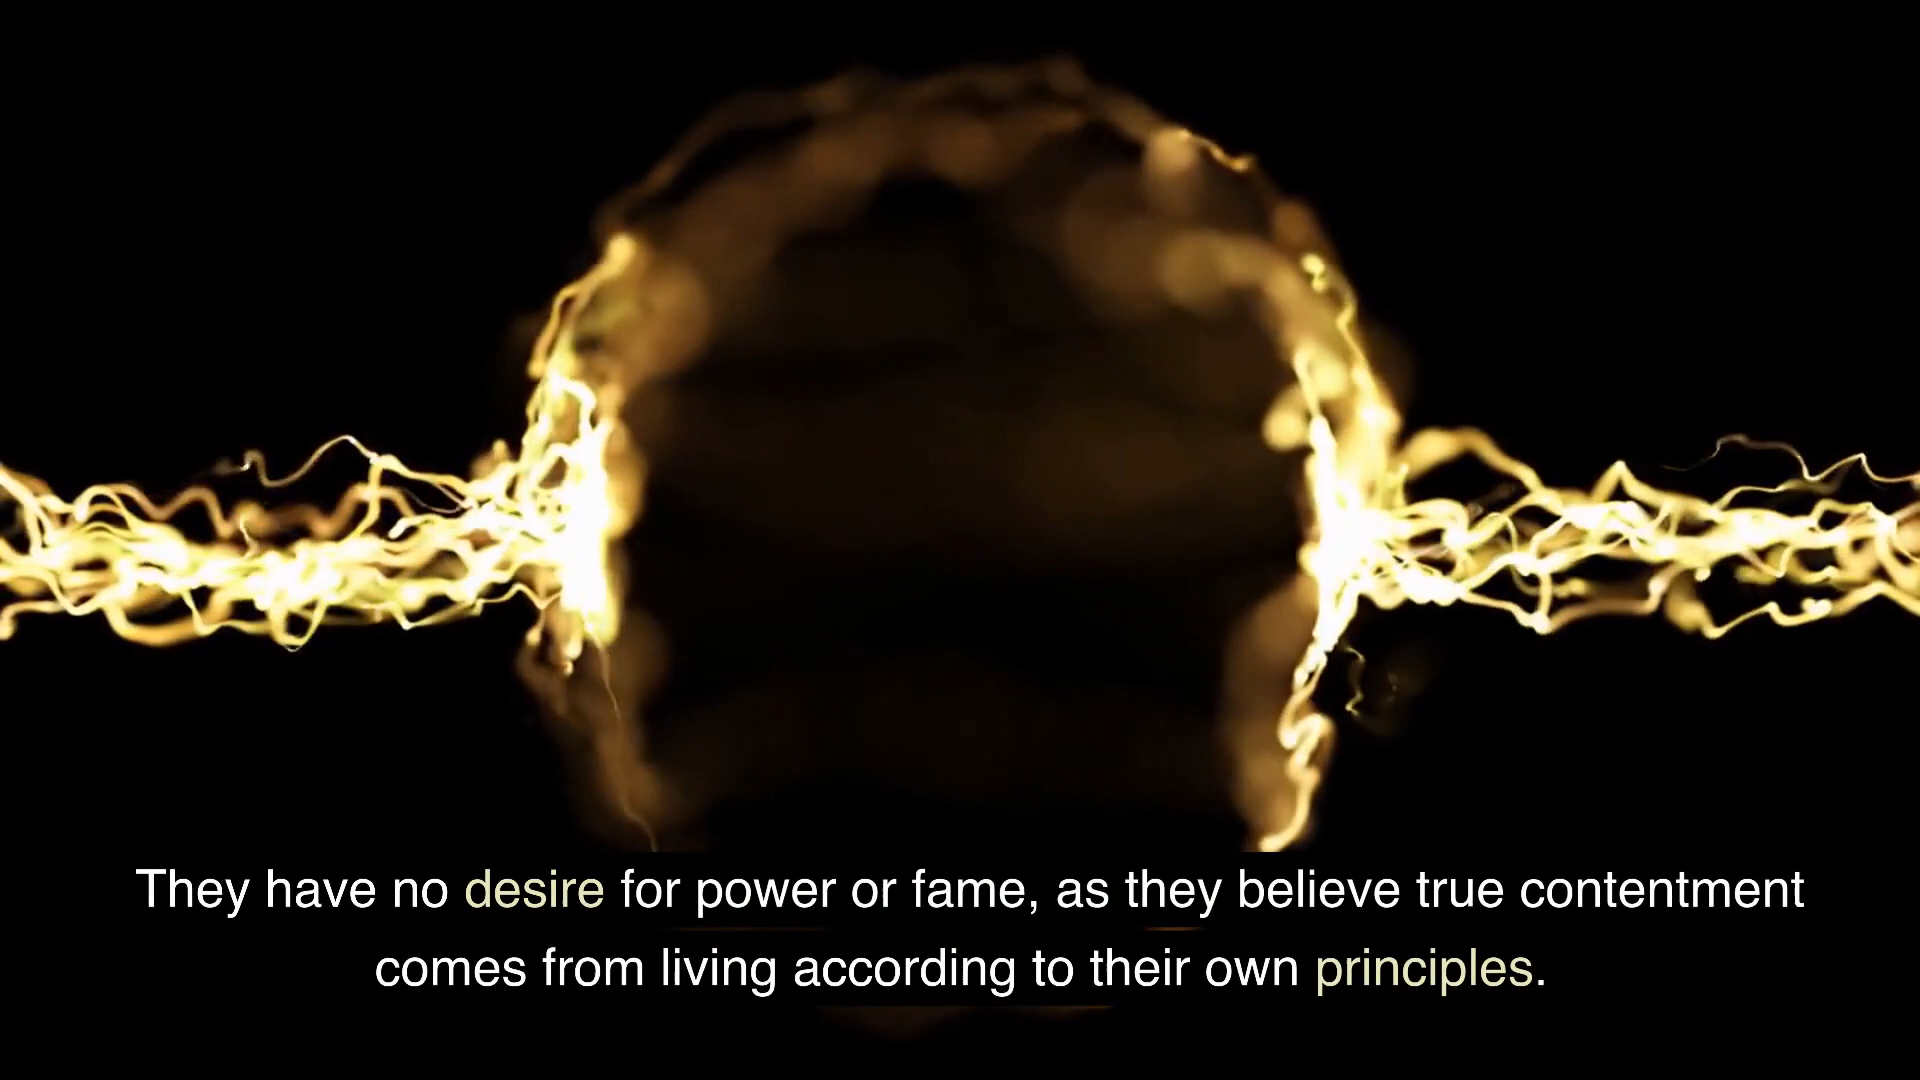 They have no desire for power or fame, as they believe true contentment
comes from living according to their own principles.